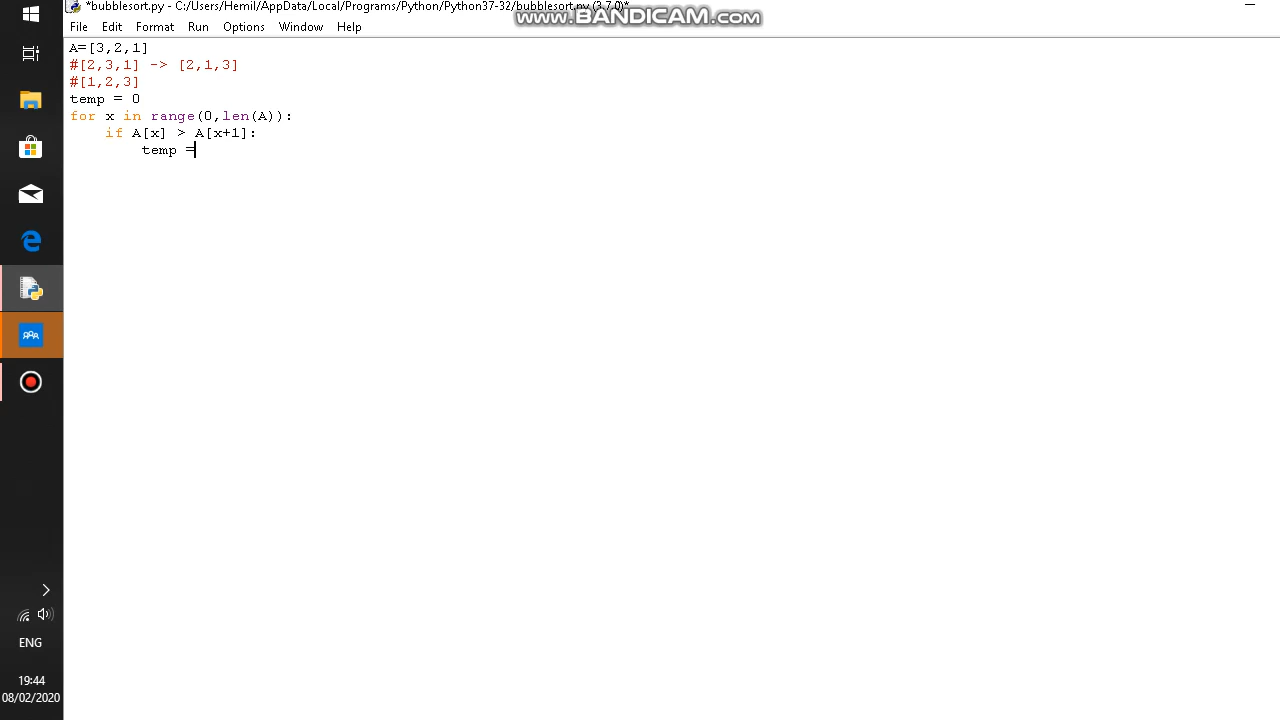 *bubblesort.py - C:/Users/Hemil/AppData/Local/Programs/Python/Python37-32/bubblesort.py (3.7.0)*
www.BANDICAM.com
File Edit Format Run Options Window Help
A=[3,2,1]
#[2,3,1] -> [2,1,3]
#[1,2,3]
temp = 0
for x in range(0,len(A)):
    if A[x] > A[x+1]:
        temp =
ENG
19:44
08/02/2020